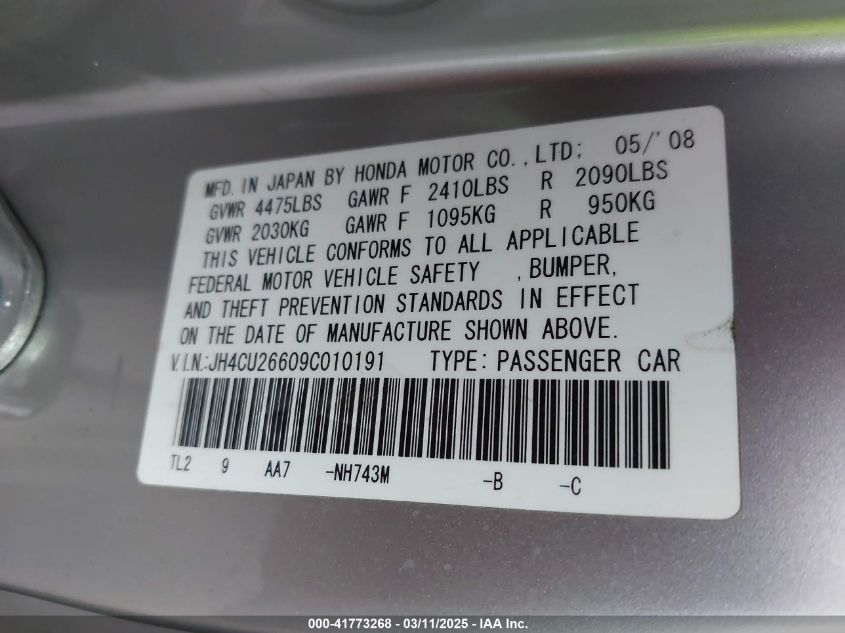 MFD. IN JAPAN BY HONDA MOTOR CO., LTD; 05/'08
GVWR 4475LBS GAWR F 2410LBS R 2090LBS
GVWR 2030KG GAWR F 1095KG R 950KG
THIS VEHICLE CONFORMS TO ALL APPLICABLE
FEDERAL MOTOR VEHICLE SAFETY , BUMPER,
AND THEFT PREVENTION STANDARDS IN EFFECT
ON THE DATE OF MANUFACTURE SHOWN ABOVE.
V.I.N.:JH4CU26609C010191 TYPE: PASSENGER CAR
TL2 9 AA7 -NH743M -B -C
000-41773268 - 03/11/2025 - IAA Inc.